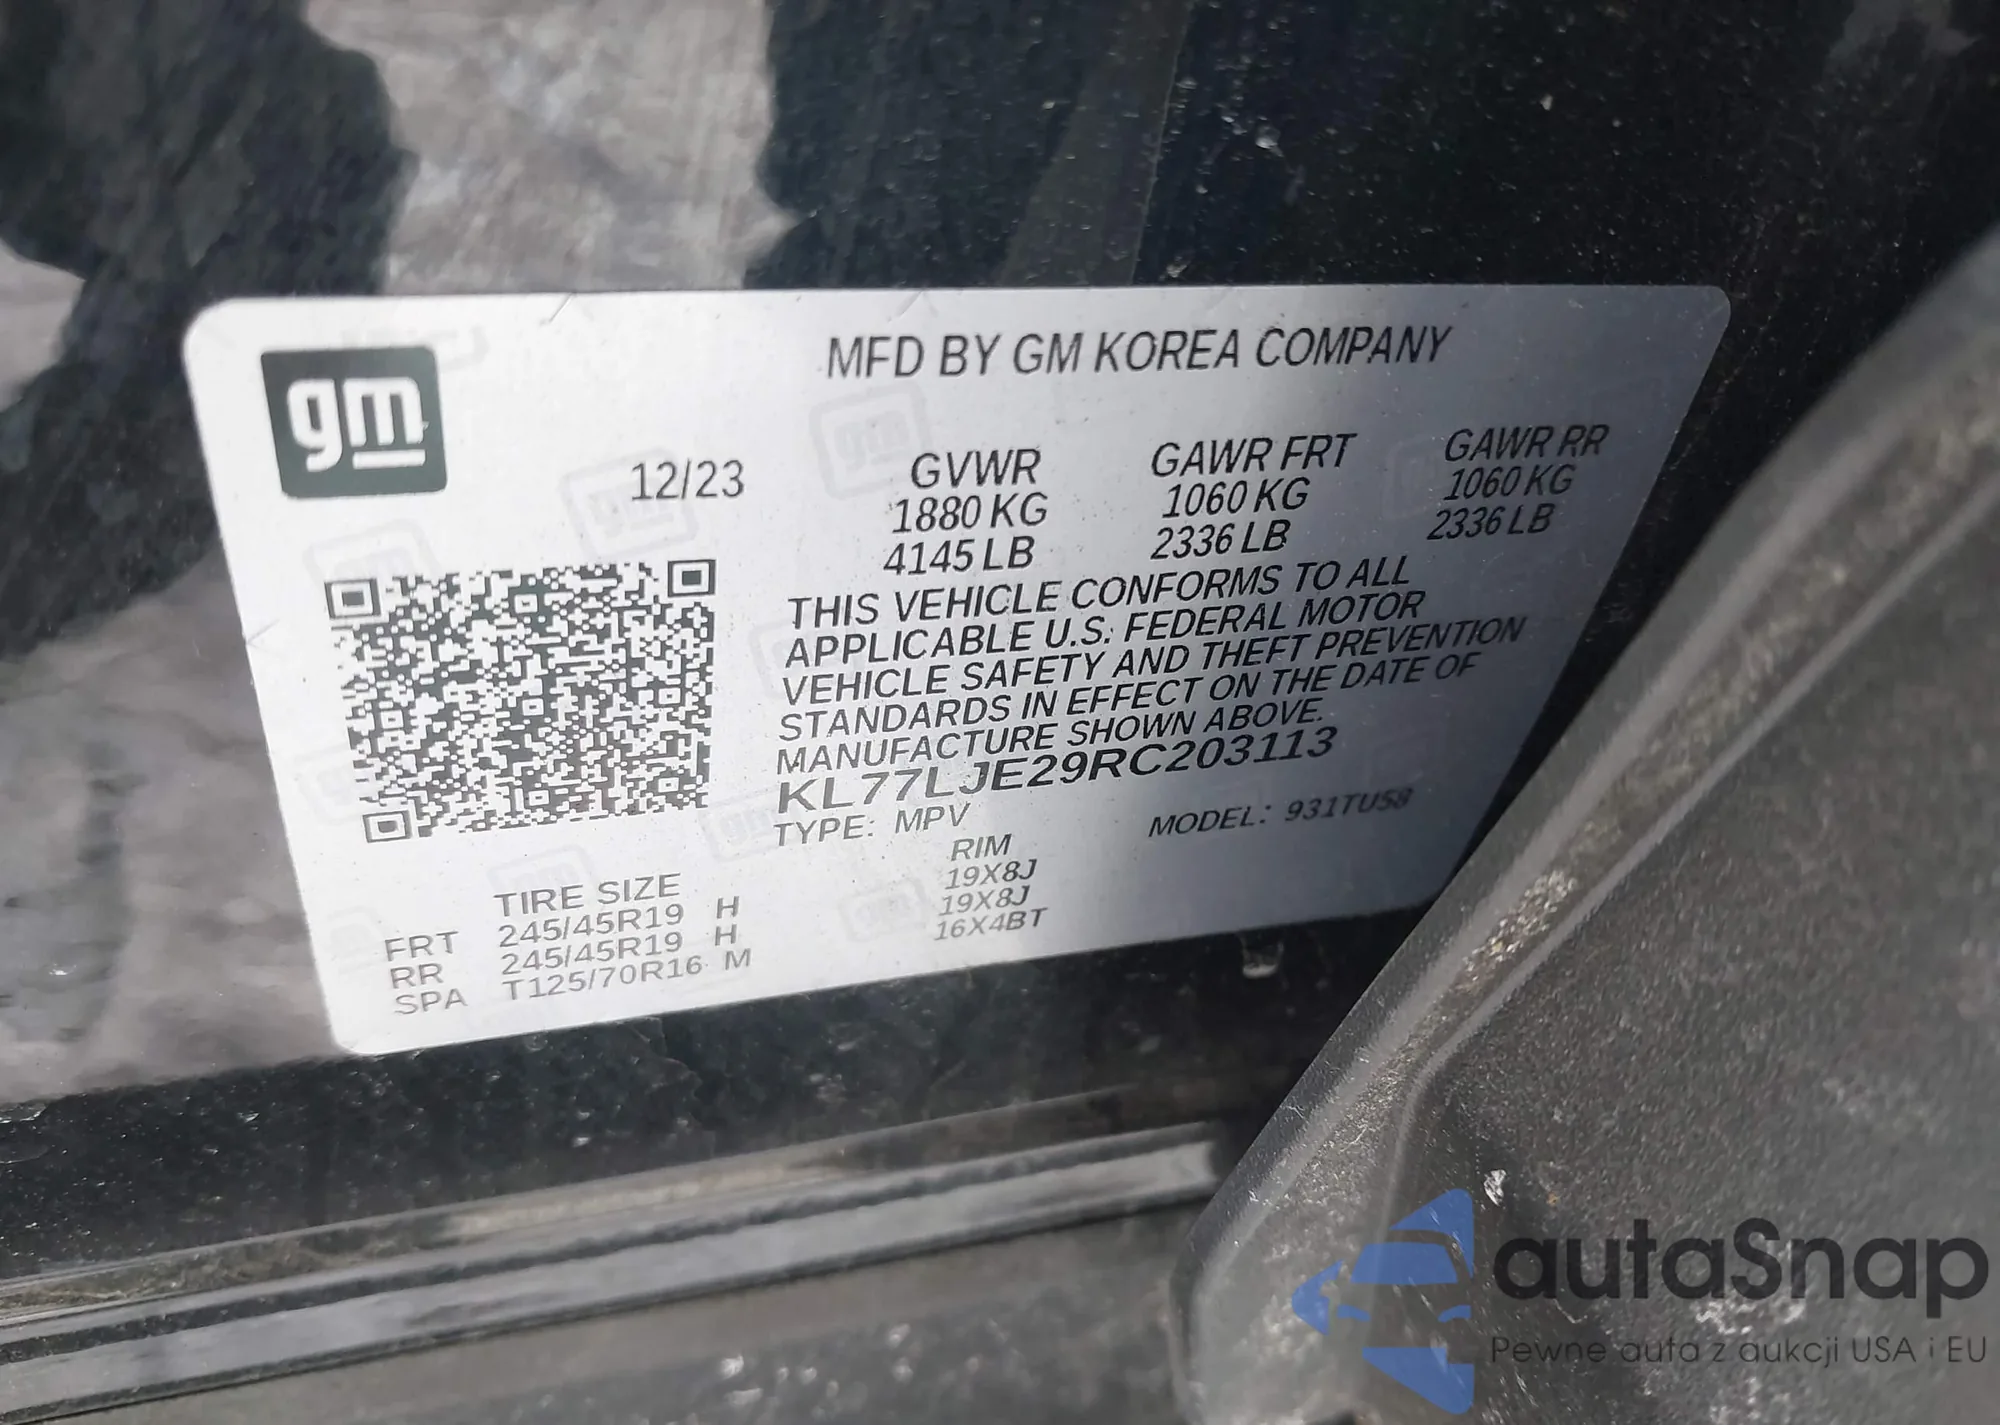 gm
MFD BY GM KOREA COMPANY
12/23
GVWR GAWR FRT GAWR RR
1880 KG 1060 KG 1060 KG
4145 LB 2336 LB 2336 LB
THIS VEHICLE CONFORMS TO ALL
APPLICABLE U.S. FEDERAL MOTOR
VEHICLE SAFETY AND THEFT PREVENTION
STANDARDS IN EFFECT ON THE DATE OF
MANUFACTURE SHOWN ABOVE.
KL77LJE29RC203113
TYPE: MPV MODEL: 931TU58
TIRE SIZE RIM
FRT 245/45R19 H 19X8J
RR 245/45R19 H 19X8J
SPA T125/70R16 M 16X4BT
autaSnap
Pewne auta z aukcji USA i EU